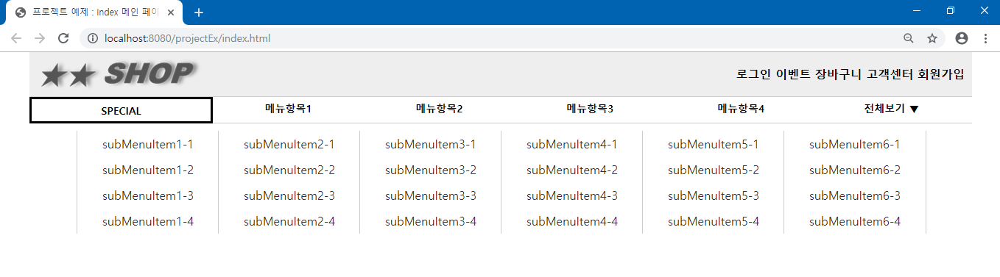 프로젝트 예제 : index 메인 페이
localhost:8080/projectEx/index.html
★★ SHOP
로그인 이벤트 장바구니 고객센터 회원가입
SPECIAL 메뉴항목1 메뉴항목2 메뉴항목3 메뉴항목4 전체보기 ▼
subMenuItem1-1 subMenuItem2-1 subMenuItem3-1 subMenuItem4-1 subMenuItem5-1 subMenuItem6-1
subMenuItem1-2 subMenuItem2-2 subMenuItem3-2 subMenuItem4-2 subMenuItem5-2 subMenuItem6-2
subMenuItem1-3 subMenuItem2-3 subMenuItem3-3 subMenuItem4-3 subMenuItem5-3 subMenuItem6-3
subMenuItem1-4 subMenuItem2-4 subMenuItem3-4 subMenuItem4-4 subMenuItem5-4 subMenuItem6-4